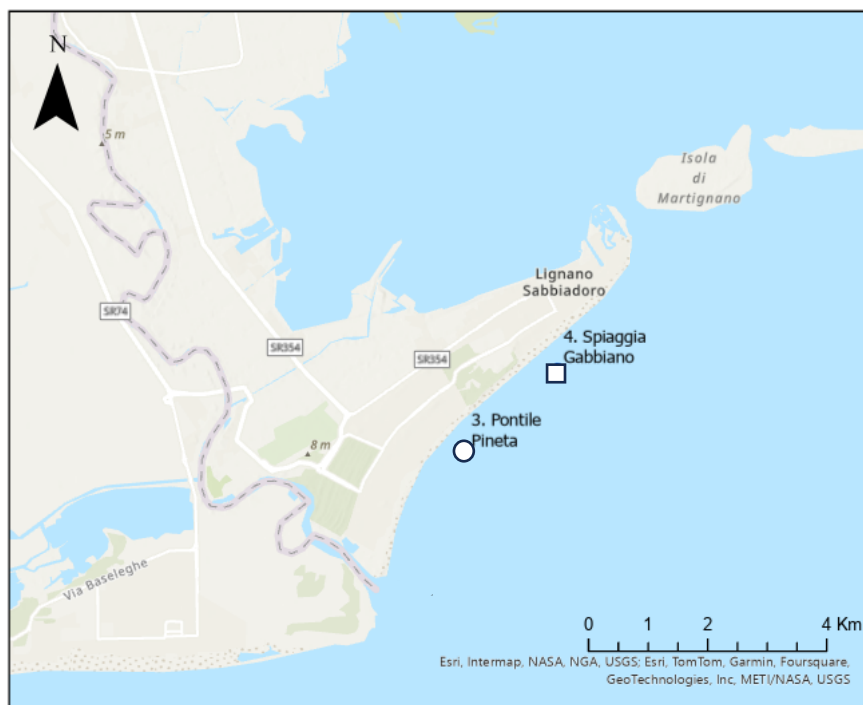 N
5 m
Isola
di
Martignano
Lignano
Sabbiadoro
SR74
SR354
4. Spiaggia
Gabbiano
SR354
3. Pontile
Pineta
8 m
Via Baseleghe
0 1 2 4 Km
Esri, Intermap, NASA, NGA, USGS; Esri, TomTom, Garmin, Foursquare,
GeoTechnologies, Inc, METI/NASA, USGS